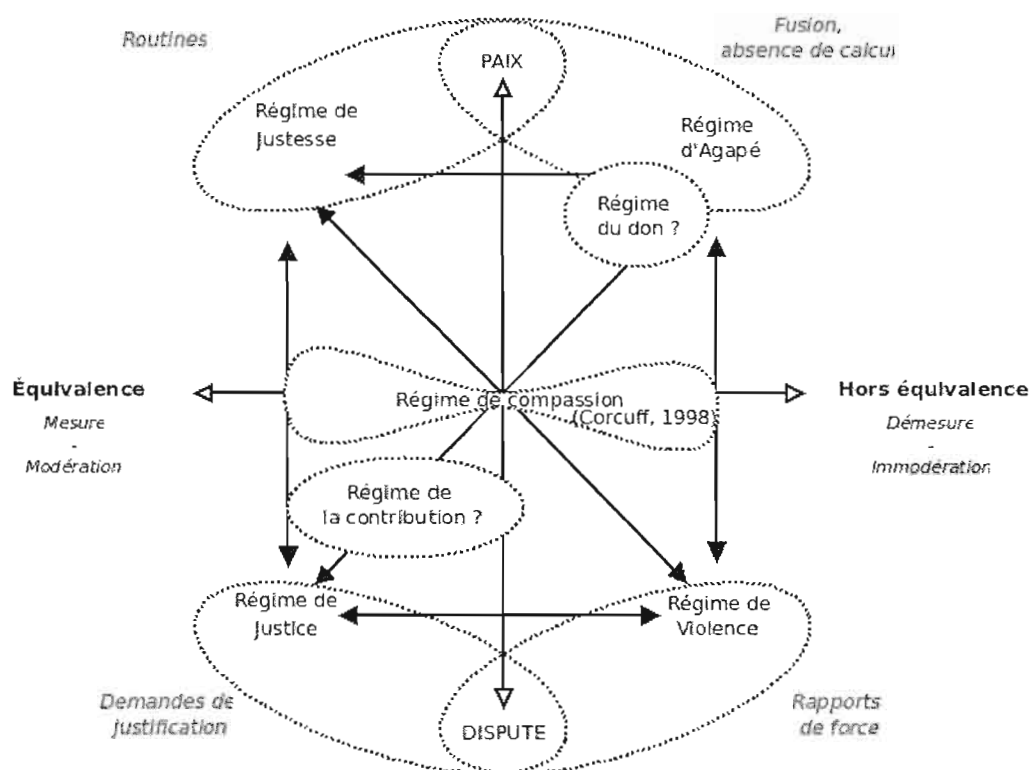 Routines
Fusion,
absence de calcul
PAIX
Régime de
Justesse
Régime
d'Agapé
Régime
du don ?
Équivalence
Mesure
-
Modération
Régime de compassion
(Corcuff, 1998)
Hors équivalence
Démesure
-
Immodération
Régime de
la contribution ?
Régime de
Justice
Régime de
Violence
Demandes de
justification
DISPUTE
Rapports
de force